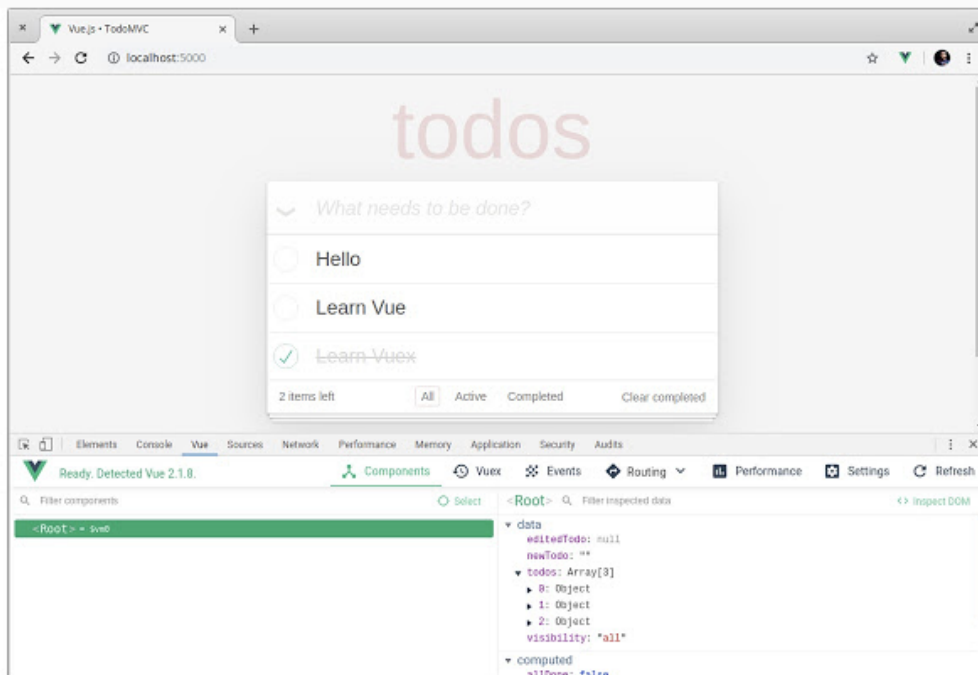 Vue.js • TodoMVC
localhost:5000
todos
What needs to be done?
Hello
Learn Vue
Learn Vuex
2 items left All Active Completed Clear completed
Elements Console Vue Sources Network Performance Memory Application Security Audits
Ready. Detected Vue 2.1.8. Components Vuex Events Routing Performance Settings Refresh
Filter components Select <Root> Filter inspected data <> Inspect DOM
<Root> = $vm0
data
editedTodo: null
newTodo: ""
todos: Array[3]
0: Object
1: Object
2: Object
visibility: "all"
computed
allDone: false